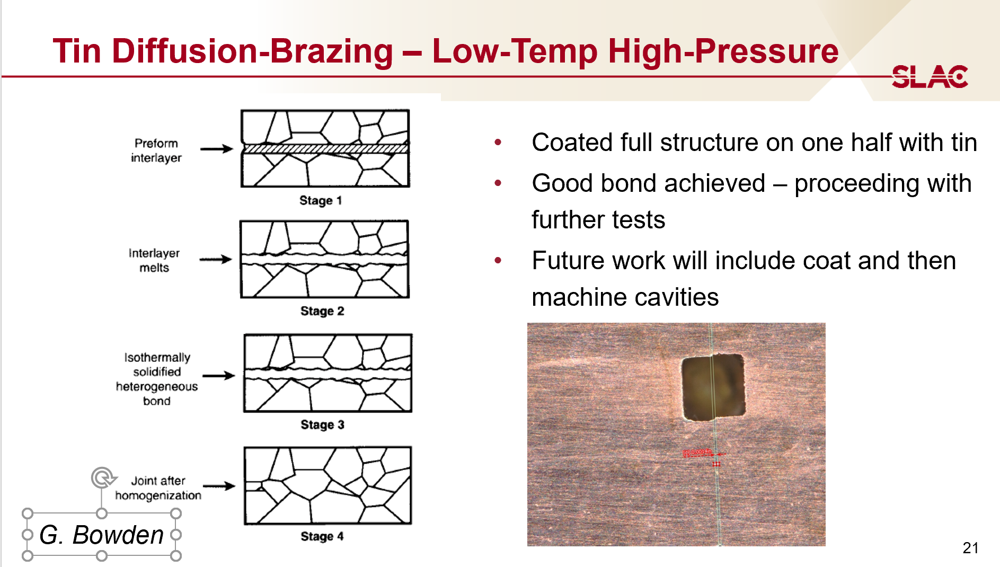 Tin Diffusion-Brazing – Low-Temp High-Pressure
SLAC
Preform
interlayer
Stage 1
Interlayer
melts
Stage 2
Isothermally
solidified
heterogeneous
bond
Stage 3
Joint after
homogenization
Stage 4
G. Bowden
• Coated full structure on one half with tin
• Good bond achieved – proceeding with
further tests
• Future work will include coat and then
machine cavities
[1] 0.0014in
21